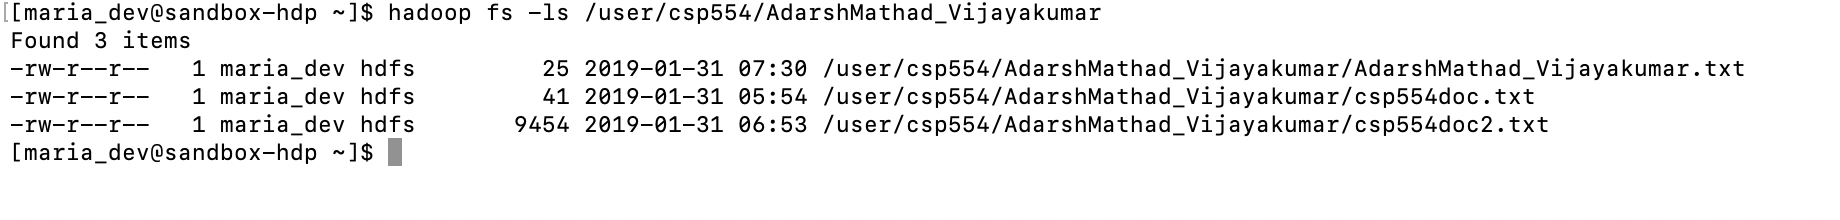 [maria_dev@sandbox-hdp ~]$ hadoop fs -ls /user/csp554/AdarshMathad_Vijayakumar
Found 3 items
-rw-r--r--   1 maria_dev hdfs         25 2019-01-31 07:30 /user/csp554/AdarshMathad_Vijayakumar/AdarshMathad_Vijayakumar.txt
-rw-r--r--   1 maria_dev hdfs         41 2019-01-31 05:54 /user/csp554/AdarshMathad_Vijayakumar/csp554doc.txt
-rw-r--r--   1 maria_dev hdfs       9454 2019-01-31 06:53 /user/csp554/AdarshMathad_Vijayakumar/csp554doc2.txt
[maria_dev@sandbox-hdp ~]$